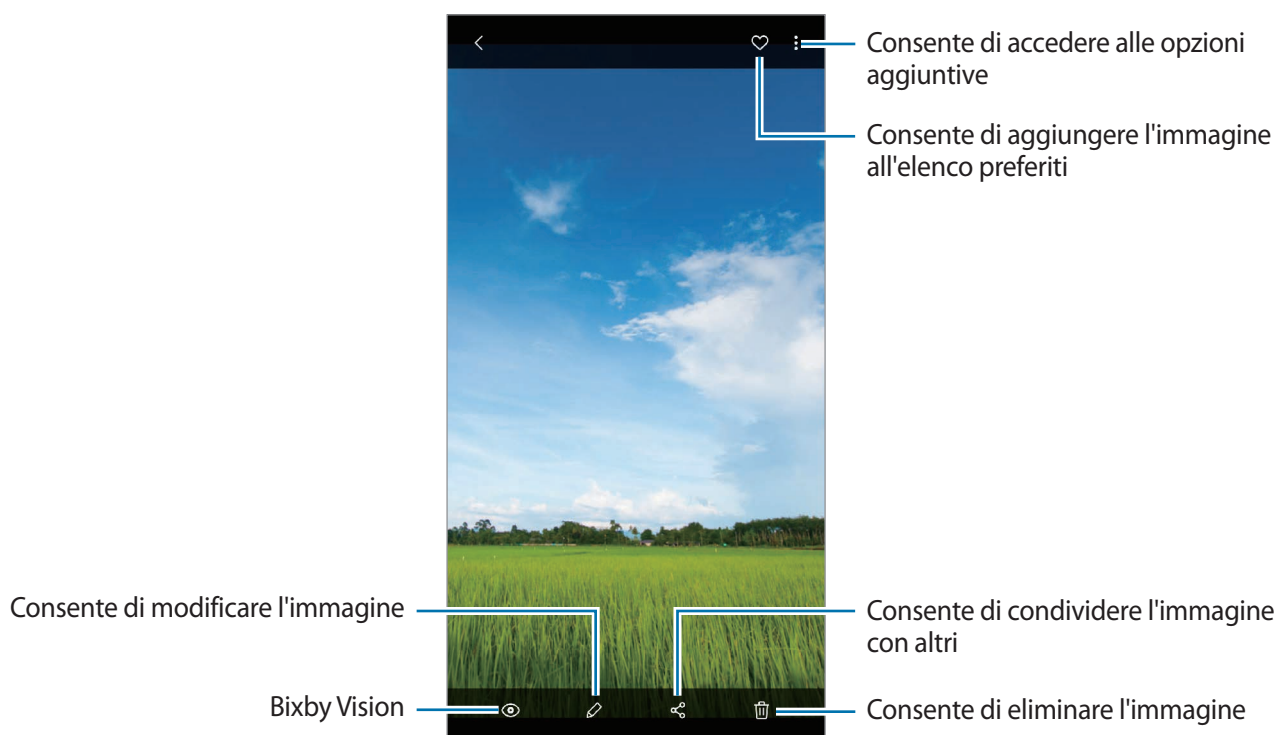 Consente di accedere alle opzioni
aggiuntive
Consente di aggiungere l'immagine
all'elenco preferiti
Consente di modificare l'immagine
Consente di condividere l'immagine
con altri
Bixby Vision
Consente di eliminare l'immagine